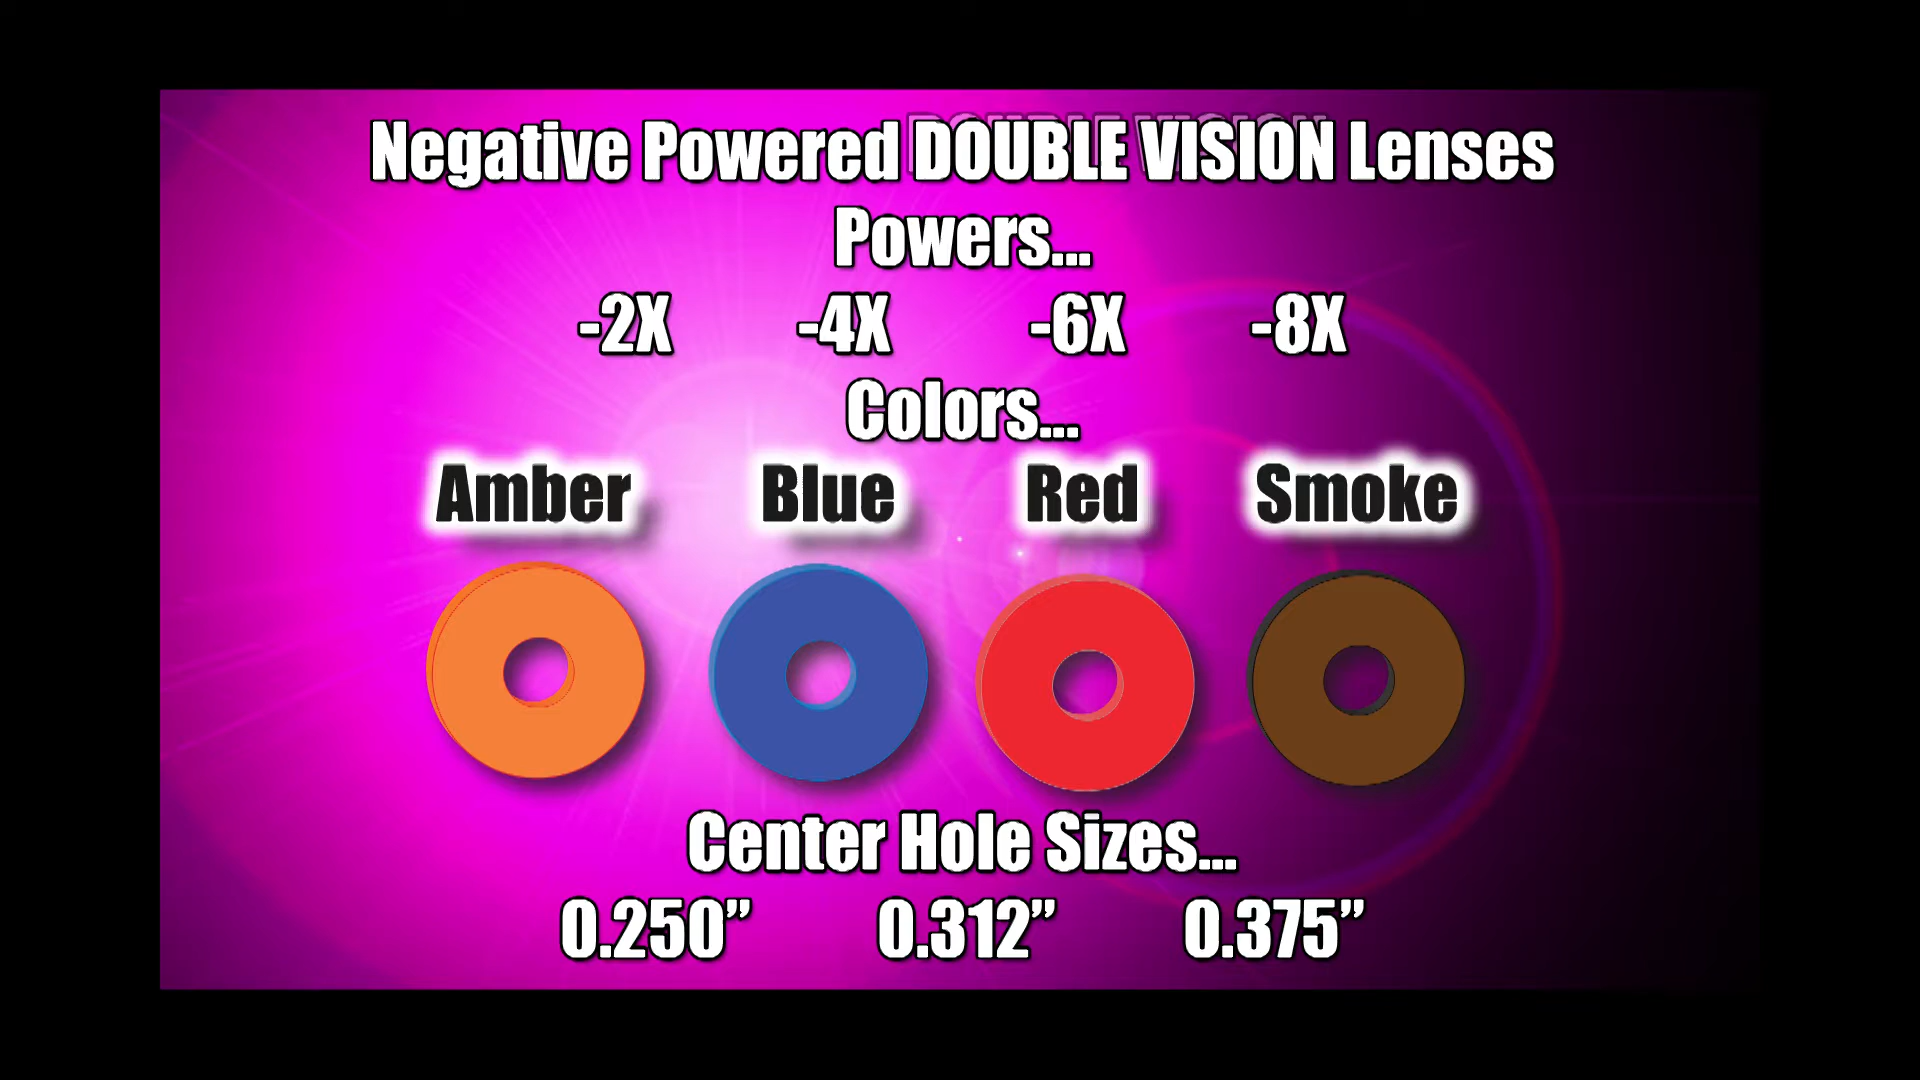 Negative Powered DOUBLE VISION Lenses
Powers...
-2X -4X -6X -8X
Colors...
Amber Blue Red Smoke
Center Hole Sizes...
0.250” 0.312” 0.375”